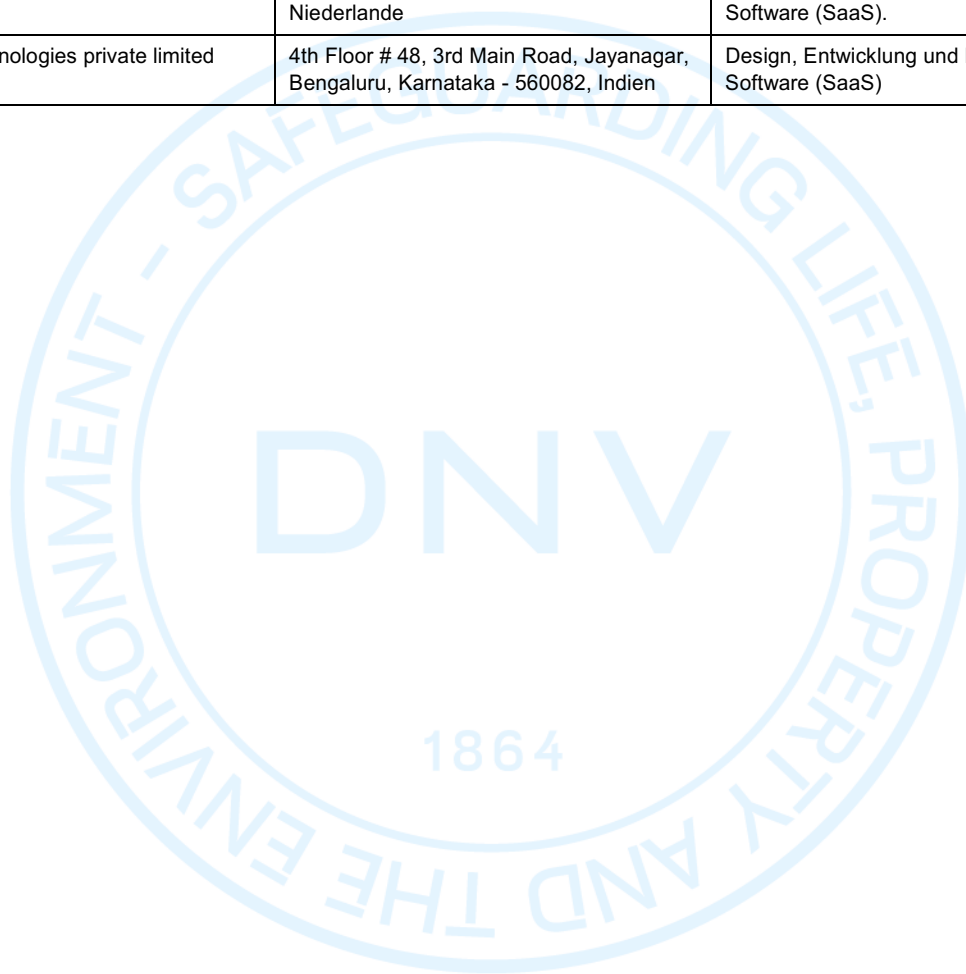 Niederlande
Software (SaaS).
nologies private limited
4th Floor # 48, 3rd Main Road, Jayanagar,
Bengaluru, Karnataka - 560082, Indien
Design, Entwicklung und
Software (SaaS)
SAFEGUARDING LIFE, PROPERTY AND THE ENVIRONMENT -
DNV
1864